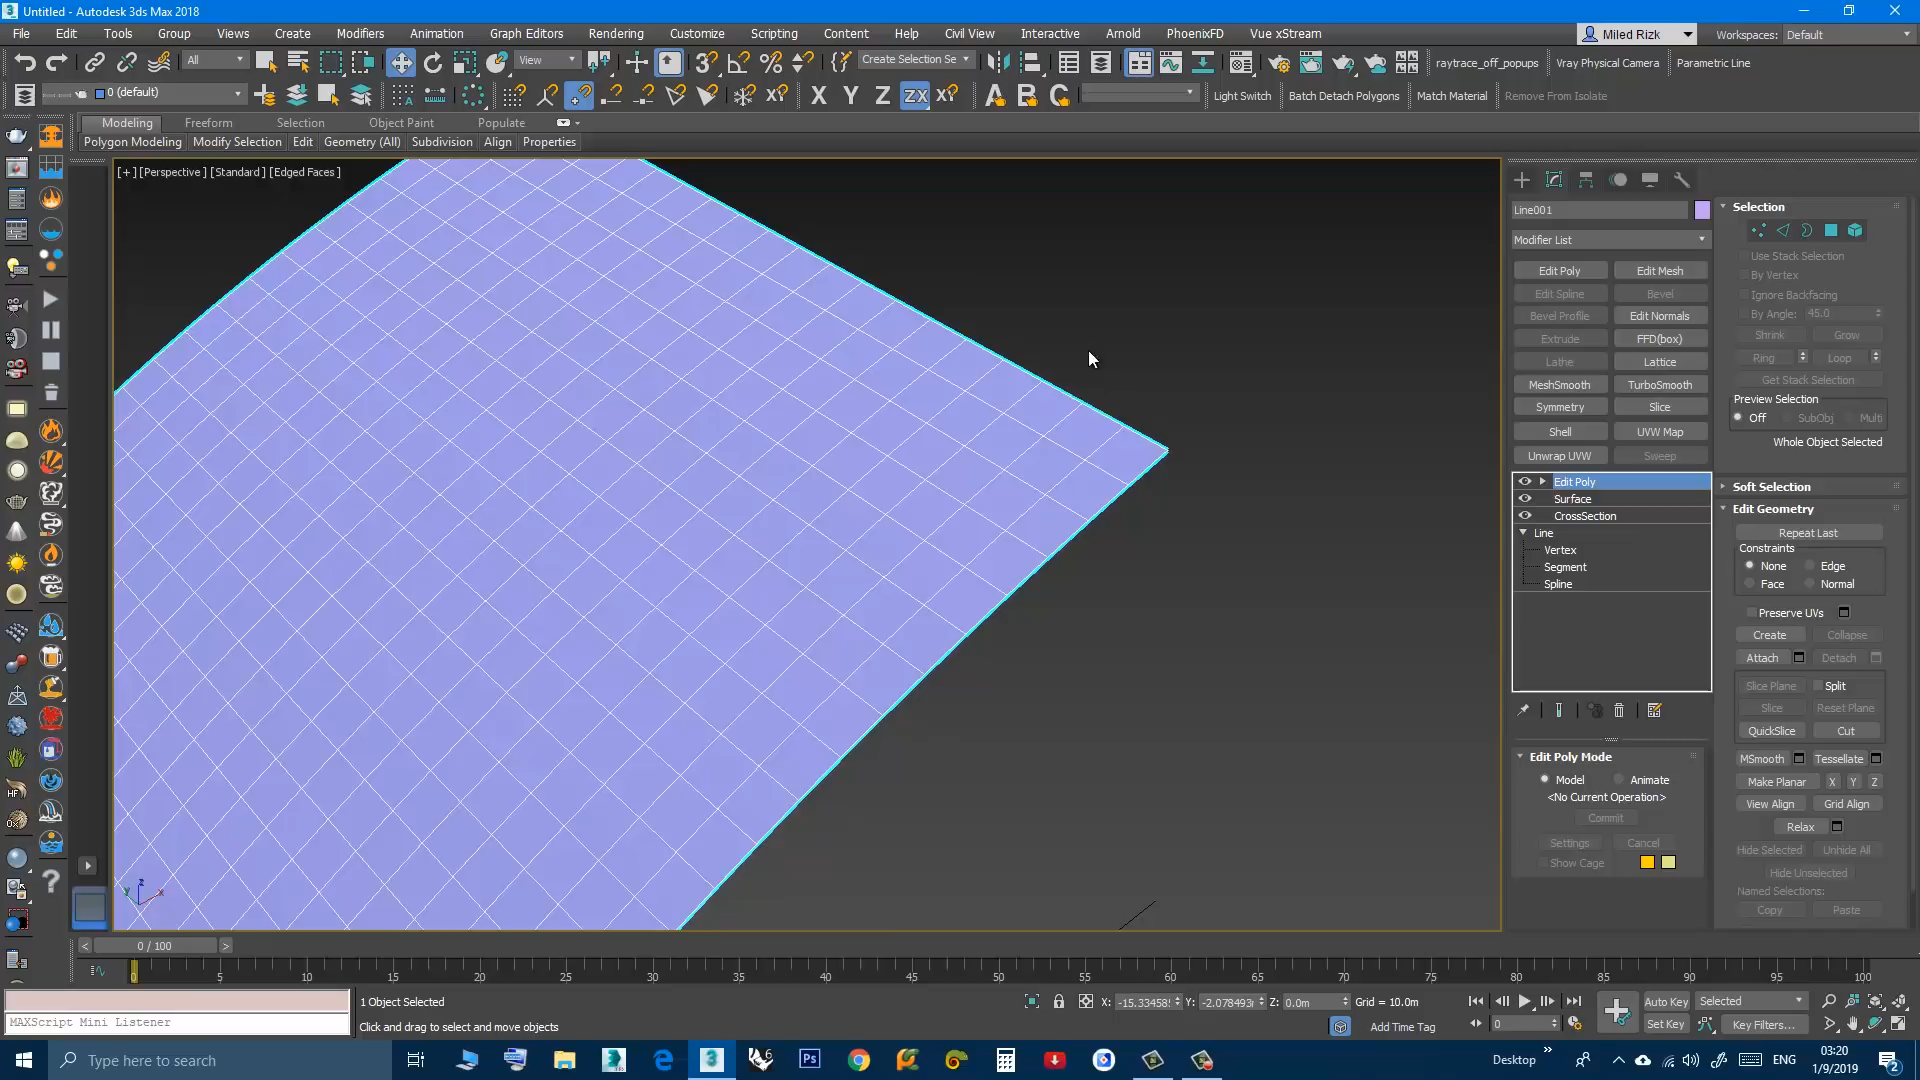 Untitled - Autodesk 3ds Max 2018
File Edit Tools Group Views Create Modifiers Animation Graph Editors Rendering Customize Scripting Content Help Civil View Interactive Arnold PhoenixFD Vue xStream Miled Rizk Workspaces: Default
All View Create Selection Se raytrace_off_popups Vray Physical Camera Parametric Line
0 (default) X Y Z ZX XY A B C Light Switch Batch Detach Polygons Match Material Remove From Isolate
Modeling Freeform Selection Object Paint Populate
Polygon Modeling Modify Selection Edit Geometry (All) Subdivision Align Properties
[+] [Perspective ] [Standard ] [Edged Faces ]
Line001
Modifier List
Edit Poly Edit Mesh
Edit Spline Bevel
Bevel Profile Edit Normals
Extrude FFD(box)
Lathe Lattice
MeshSmooth TurboSmooth
Symmetry Slice
Shell UVW Map
Unwrap UVW Sweep
Edit Poly
Surface
CrossSection
Line
Vertex
Segment
Spline
Edit Poly Mode
Model Animate
<No Current Operation>
Commit
Settings Cancel
Show Cage
Selection
Use Stack Selection
By Vertex
Ignore Backfacing
By Angle: 45.0
Shrink Grow
Ring Loop
Get Stack Selection
Preview Selection
Off SubObj Multi
Whole Object Selected
Soft Selection
Edit Geometry
Repeat Last
Constraints
None Edge
Face Normal
Preserve UVs
Create Collapse
Attach Detach
Slice Plane Split
Slice Reset Plane
QuickSlice Cut
MSmooth Tessellate
Make Planar X Y Z
View Align Grid Align
Relax
Hide Selected Unhide All
Hide Unselected
Named Selections:
Copy Paste
< 0 / 100 >
0 5 10 15 20 25 30 35 40 45 50 55 60 65 70 75 80 85 90 95 100
1 Object Selected X: Y: Z: 0.0m Grid = 10.0m Auto Key Selected
MAXScript Mini Listener
Click and drag to select and move objects Add Time Tag 0 Set Key Key Filters...
Type here to search Desktop ENG 03:20
1/9/2019